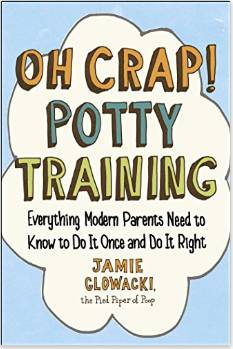 OH CRAP!
POTTY
TRAINING
Everything Modern Parents Need to
Know to Do It Once and Do It Right
JAMIE
GLOWACKI,
the Pied Piper of Poop